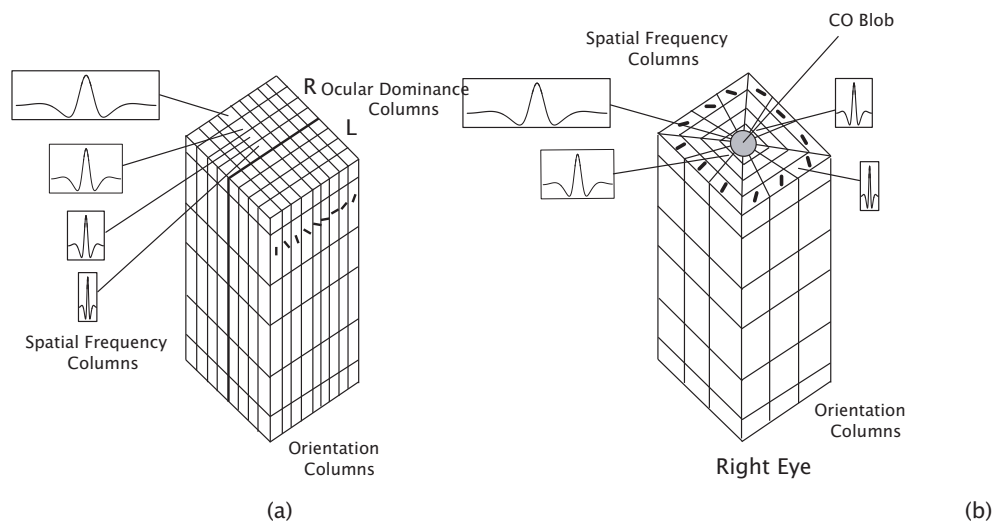 R Ocular Dominance
Columns
L
Spatial Frequency
Columns
Orientation
Columns
(a)
CO Blob
Spatial Frequency
Columns
Orientation
Columns
Right Eye
(b)